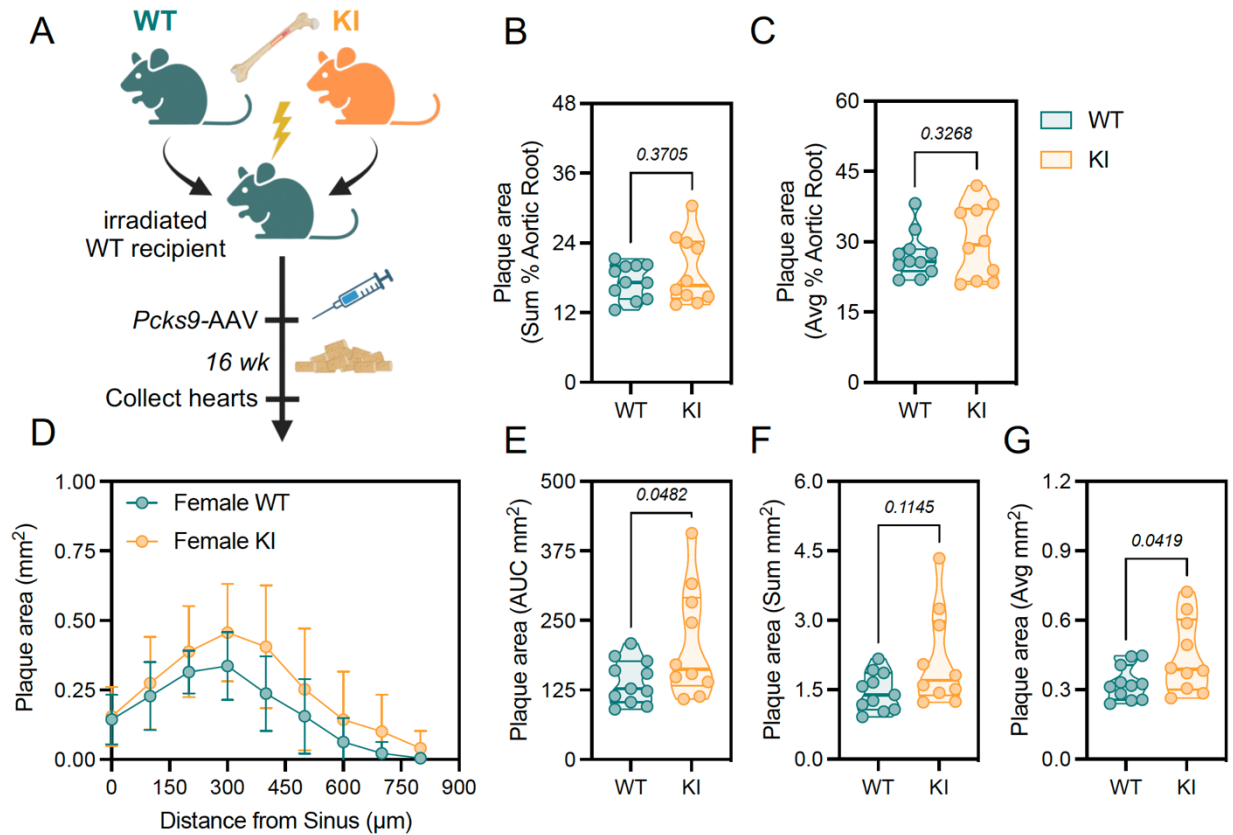 A
WT
KI
irradiated
WT recipient
Pcks9-AAV
16 wk
Collect hearts
B
Plaque area
(Sum % Aortic Root)
48
36
24
12
0
0.3705
WT
KI
C
Plaque area
(Avg % Aortic Root)
60
45
30
15
0
0.3268
WT
KI
WT
KI
D
Plaque area (mm²)
1.00
0.75
0.50
0.25
0.00
Female WT
Female KI
0
150
300
450
600
750
900
Distance from Sinus (µm)
E
Plaque area (AUC mm²)
500
375
250
125
0
0.0482
WT
KI
F
Plaque area (Sum mm²)
6.0
4.5
3.0
1.5
0.0
0.1145
WT
KI
G
Plaque area (Avg mm²)
1.2
0.9
0.6
0.3
0.0
0.0419
WT
KI